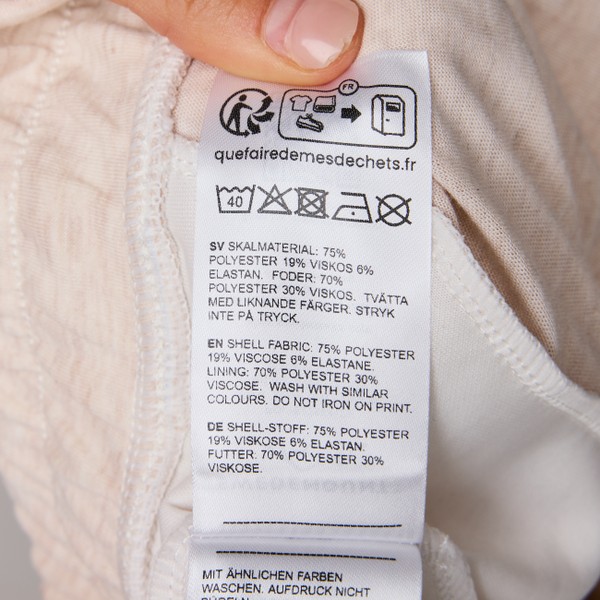 FR
quefairedemesdechets.fr
40
SV SKALMATERIAL: 75%
POLYESTER 19% VISKOS 6%
ELASTAN. FODER: 70%
POLYESTER 30% VISKOS. TVÄTTA
MED LIKNANDE FÄRGER. STRYK
INTE PÅ TRYCK.
EN SHELL FABRIC: 75% POLYESTER
19% VISCOSE 6% ELASTANE.
LINING: 70% POLYESTER 30%
VISCOSE. WASH WITH SIMILAR
COLOURS. DO NOT IRON ON PRINT.
DE SHELL-STOFF: 75% POLYESTER
19% VISKOSE 6% ELASTAN.
FUTTER: 70% POLYESTER 30%
VISKOSE.
MIT ÄHNLICHEN FARBEN
WASCHEN. AUFDRUCK NICHT
BÜGELN.